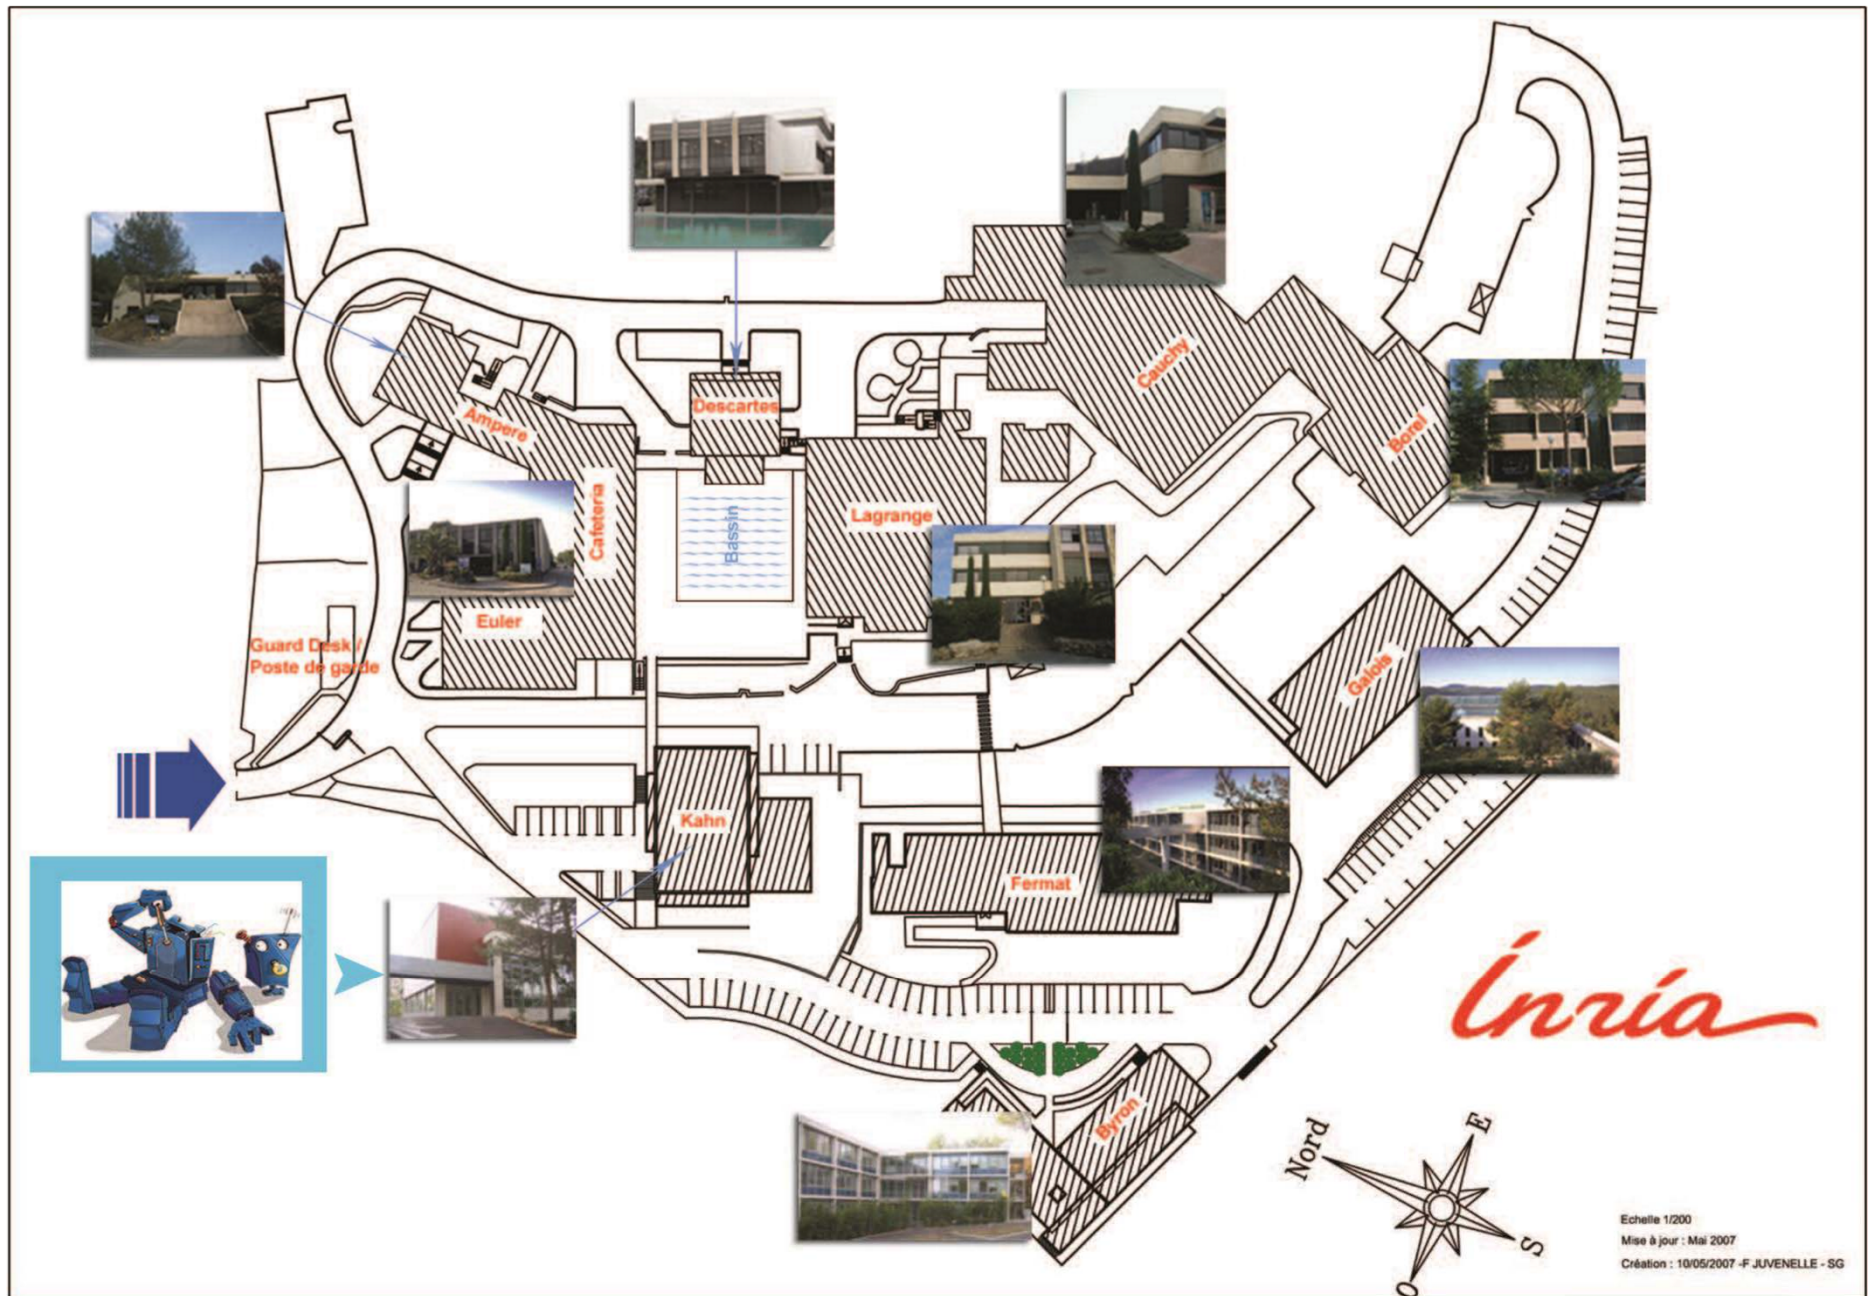 Cauchy
Borel
Descartes
Ampere
Cafeteria
Bassin
Lagrange
Euler
Guard Desk /
Poste de garde
Galois
Kahn
Fermat
Inria
Byron
Nord
E
S
O
Echelle 1/200
Mise à jour : Mai 2007
Création : 10/05/2007 -F JUVENELLE - SG